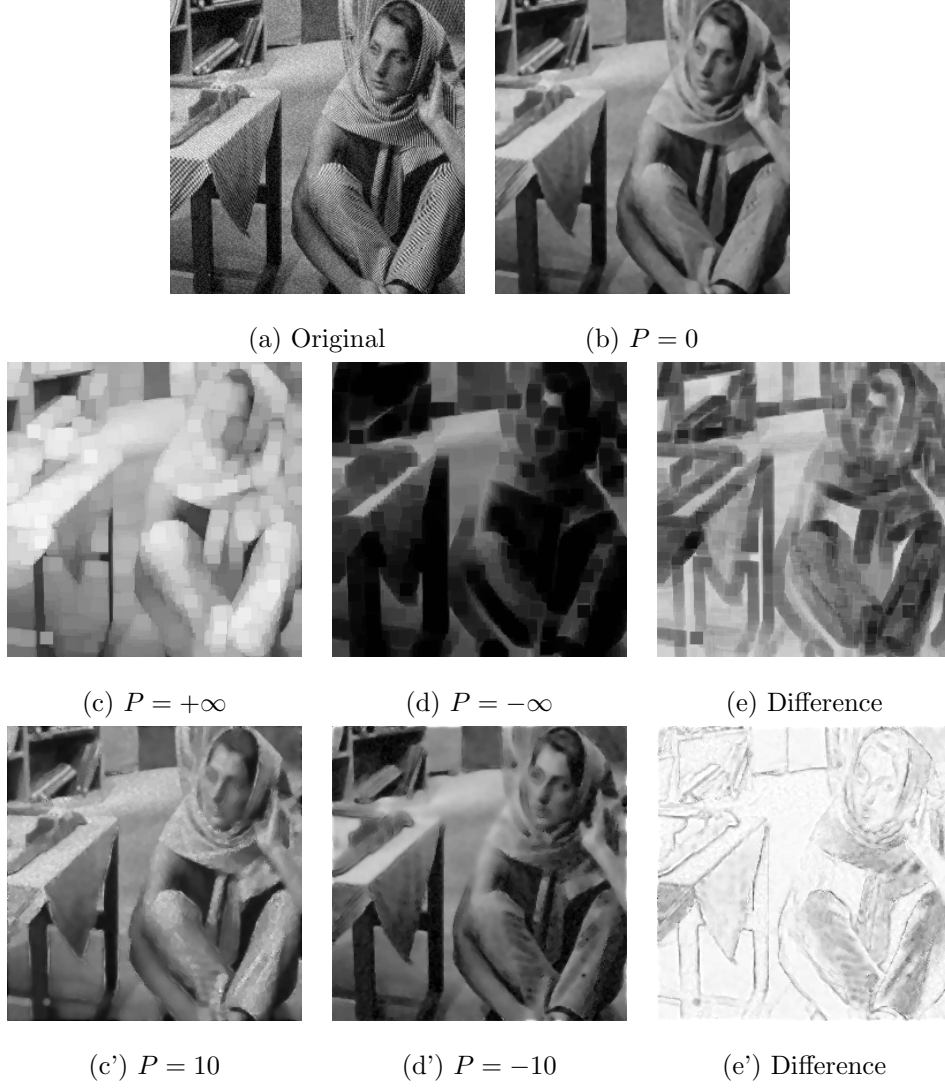 (a) Original
(b) P = 0
(c) P = +∞
(d) P = −∞
(e) Difference
(c') P = 10
(d') P = −10
(e') Difference